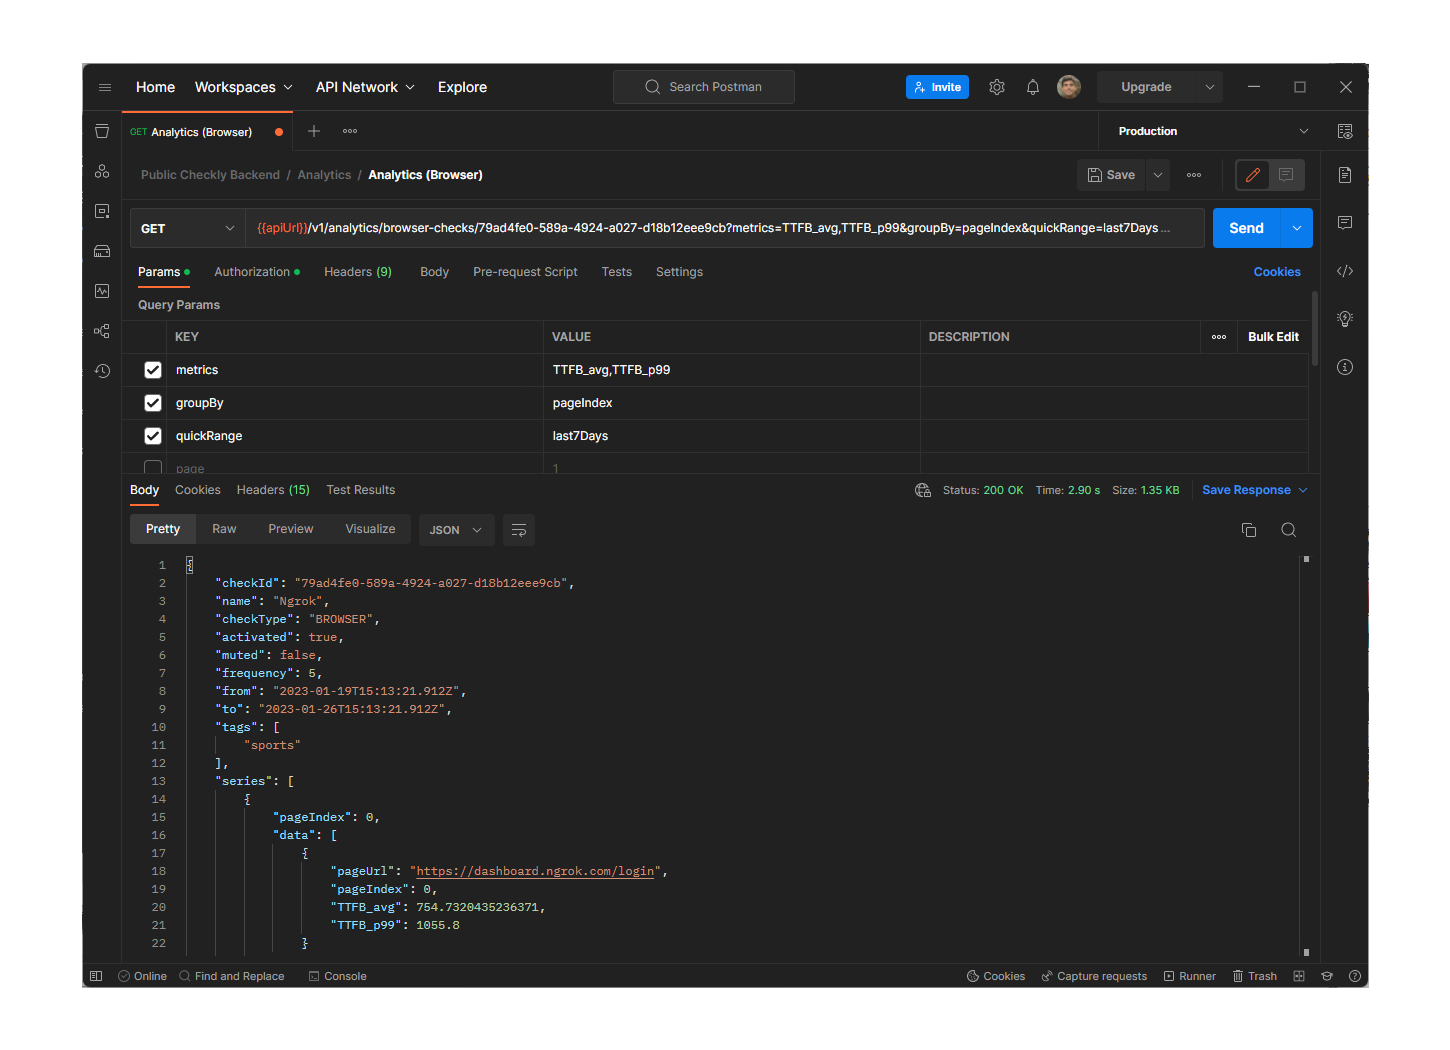 Home Workspaces API Network Explore Search Postman Invite Upgrade
GET Analytics (Browser) Production
Public Checkly Backend / Analytics / Analytics (Browser) Save
GET {{apiUrl}}/v1/analytics/browser-checks/79ad4fe0-589a-4924-a027-d18b12eee9cb?metrics=TTFB_avg,TTFB_p99&groupBy=pageIndex&quickRange=last7Days ... Send
Params Authorization Headers (9) Body Pre-request Script Tests Settings Cookies
Query Params
KEY VALUE DESCRIPTION Bulk Edit
metrics TTFB_avg,TTFB_p99
groupBy pageIndex
quickRange last7Days
page 1
Body Cookies Headers (15) Test Results Status: 200 OK Time: 2.90 s Size: 1.35 KB Save Response
Pretty Raw Preview Visualize JSON
1 {
2 "checkId": "79ad4fe0-589a-4924-a027-d18b12eee9cb",
3 "name": "Ngrok",
4 "checkType": "BROWSER",
5 "activated": true,
6 "muted": false,
7 "frequency": 5,
8 "from": "2023-01-19T15:13:21.912Z",
9 "to": "2023-01-26T15:13:21.912Z",
10 "tags": [
11 "sports"
12 ],
13 "series": [
14 {
15 "pageIndex": 0,
16 "data": [
17 {
18 "pageUrl": "https://dashboard.ngrok.com/login",
19 "pageIndex": 0,
20 "TTFB_avg": 754.7320435236371,
21 "TTFB_p99": 1055.8
22 }
Online Find and Replace Console Cookies Capture requests Runner Trash